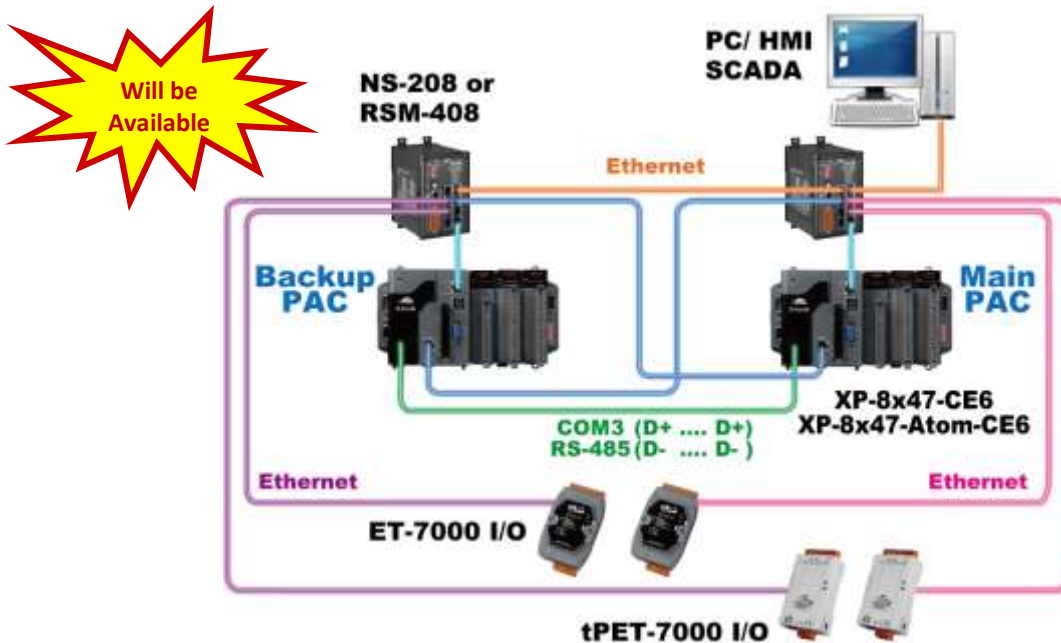 Will be
Available
NS-208 or
RSM-408
PC/ HMI
SCADA
Ethernet
Backup
PAC
Main
PAC
XP-8x47-CE6
XP-8x47-Atom-CE6
COM3 (D+ .... D+)
RS-485(D- .... D- )
Ethernet
Ethernet
ET-7000 I/O
tPET-7000 I/O